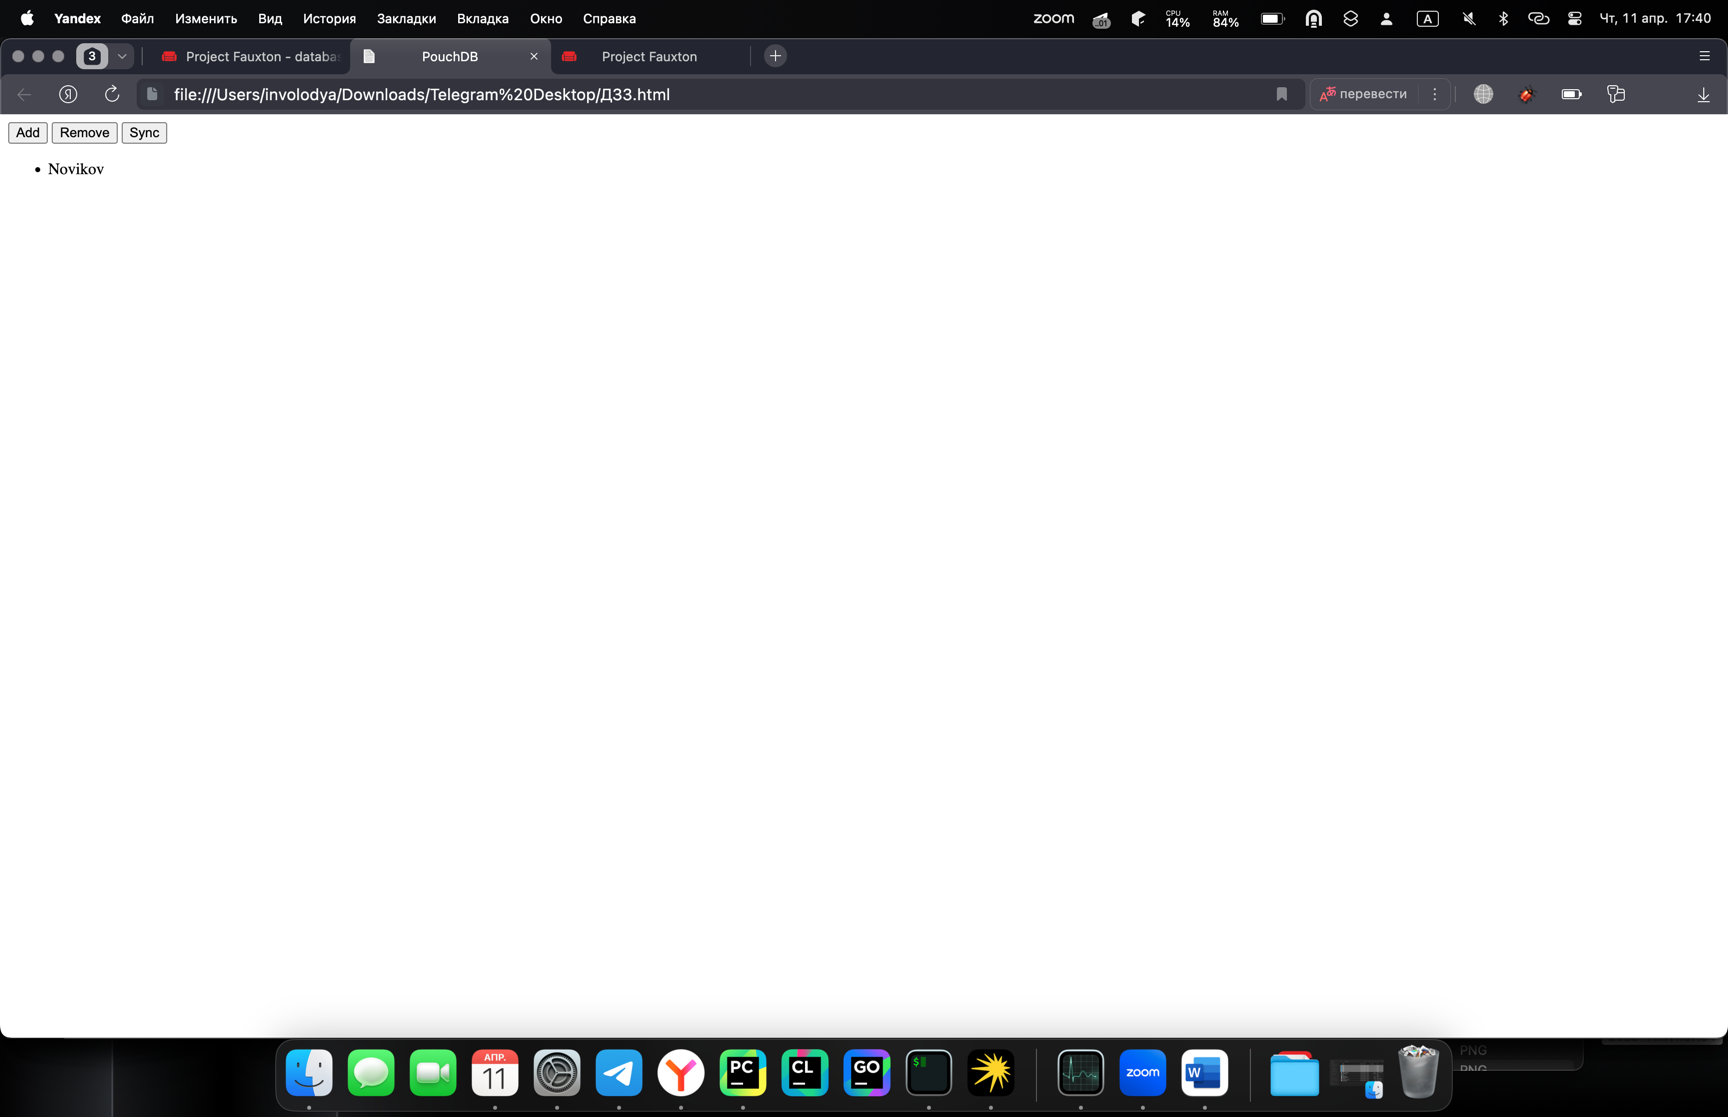 Yandex Файл Изменить Вид История Закладки Вкладка Окно Справка zoom .01 CPU 14% RAM 84% A Чт, 11 апр. 17:40
3 Project Fauxton - databa PouchDB Project Fauxton
Я file:///Users/involodya/Downloads/Telegram%20Desktop/ДЗ3.html перевести
Add Remove Sync
Novikov
АПР.
11
PC CL GO $ zoom W
PNG
PNG